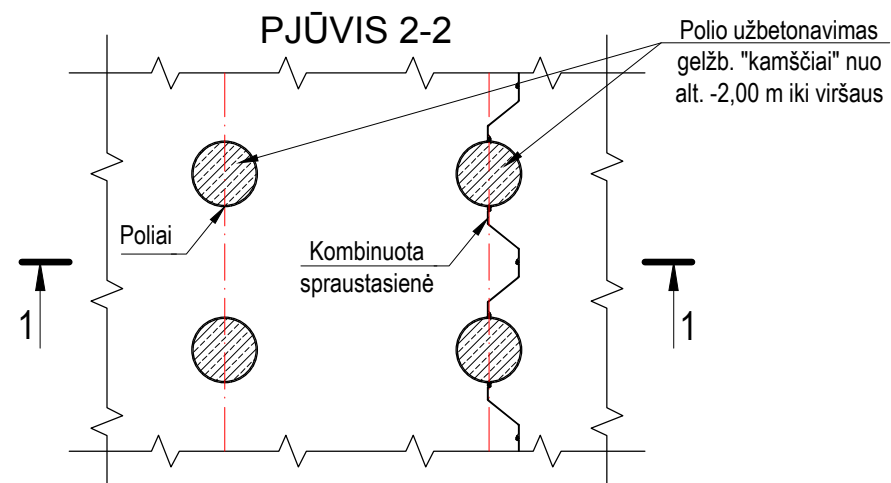 PJŪVIS 2-2
Polio užbetonavimas
gelžb. "kamščiai" nuo
alt. -2,00 m iki viršaus
Poliai
Kombinuota
spraustasienė
1
1